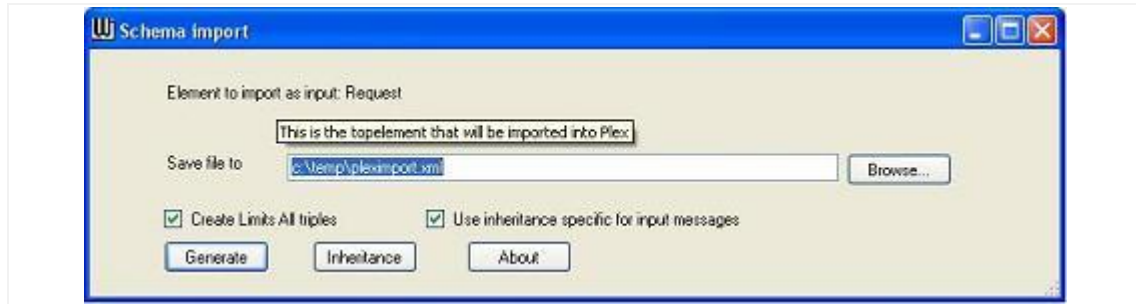 Schema import
Element to import as input: Request
This is the topelement that will be imported into Plex
Save file to c:\temp\pleximport.xml Browse...
Create Limits All triples Use inheritance specific for input messages
Generate Inheritance About